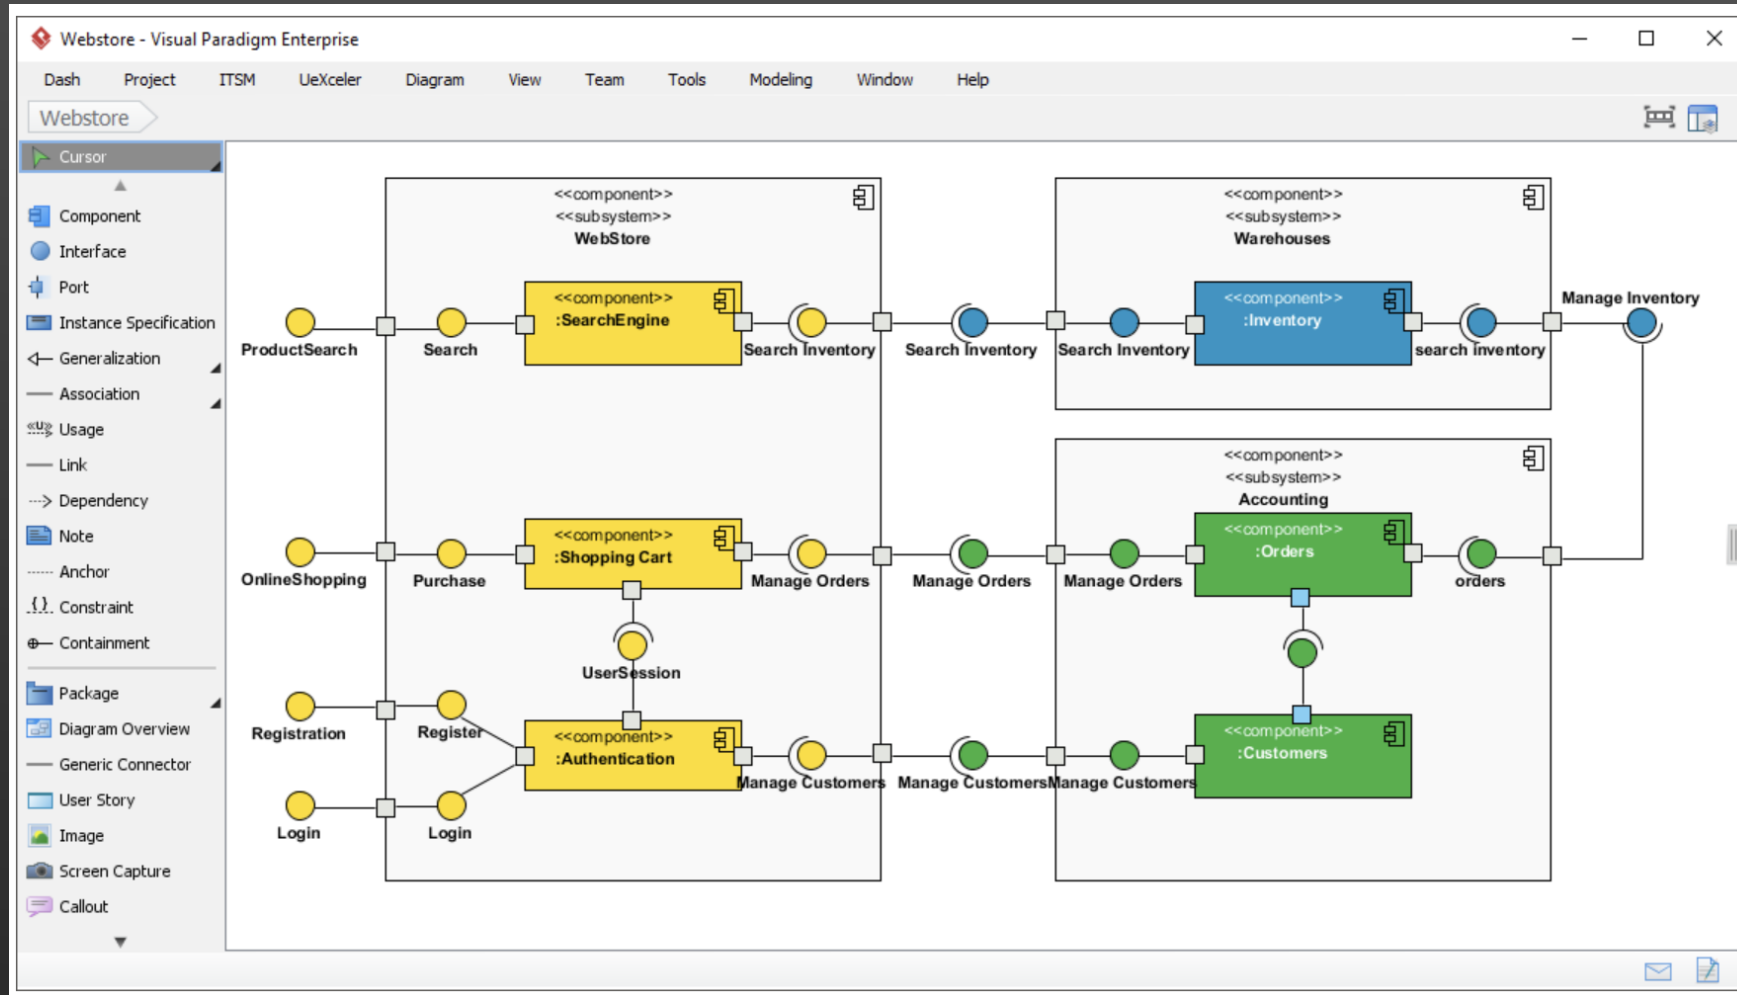 Webstore - Visual Paradigm Enterprise
Dash Project ITSM UeXceler Diagram View Team Tools Modeling Window Help
Webstore
Cursor
Component
Interface
Port
Instance Specification
Generalization
Association
<<U>> Usage
Link
Dependency
Note
Anchor
{} Constraint
Containment
Package
Diagram Overview
Generic Connector
User Story
Image
Screen Capture
Callout
<<component>>
<<subsystem>>
WebStore
<<component>>
:SearchEngine
ProductSearch
Search
Search Inventory
Search Inventory
<<component>>
<<subsystem>>
Warehouses
<<component>>
:Inventory
Search Inventory
search inventory
Manage Inventory
<<component>>
:Shopping Cart
OnlineShopping
Purchase
Manage Orders
Manage Orders
UserSession
<<component>>
:Authentication
Registration
Register
Login
Login
Manage Customers
Manage Customers
<<component>>
<<subsystem>>
Accounting
<<component>>
:Orders
Manage Orders
orders
<<component>>
:Customers
Manage Customers